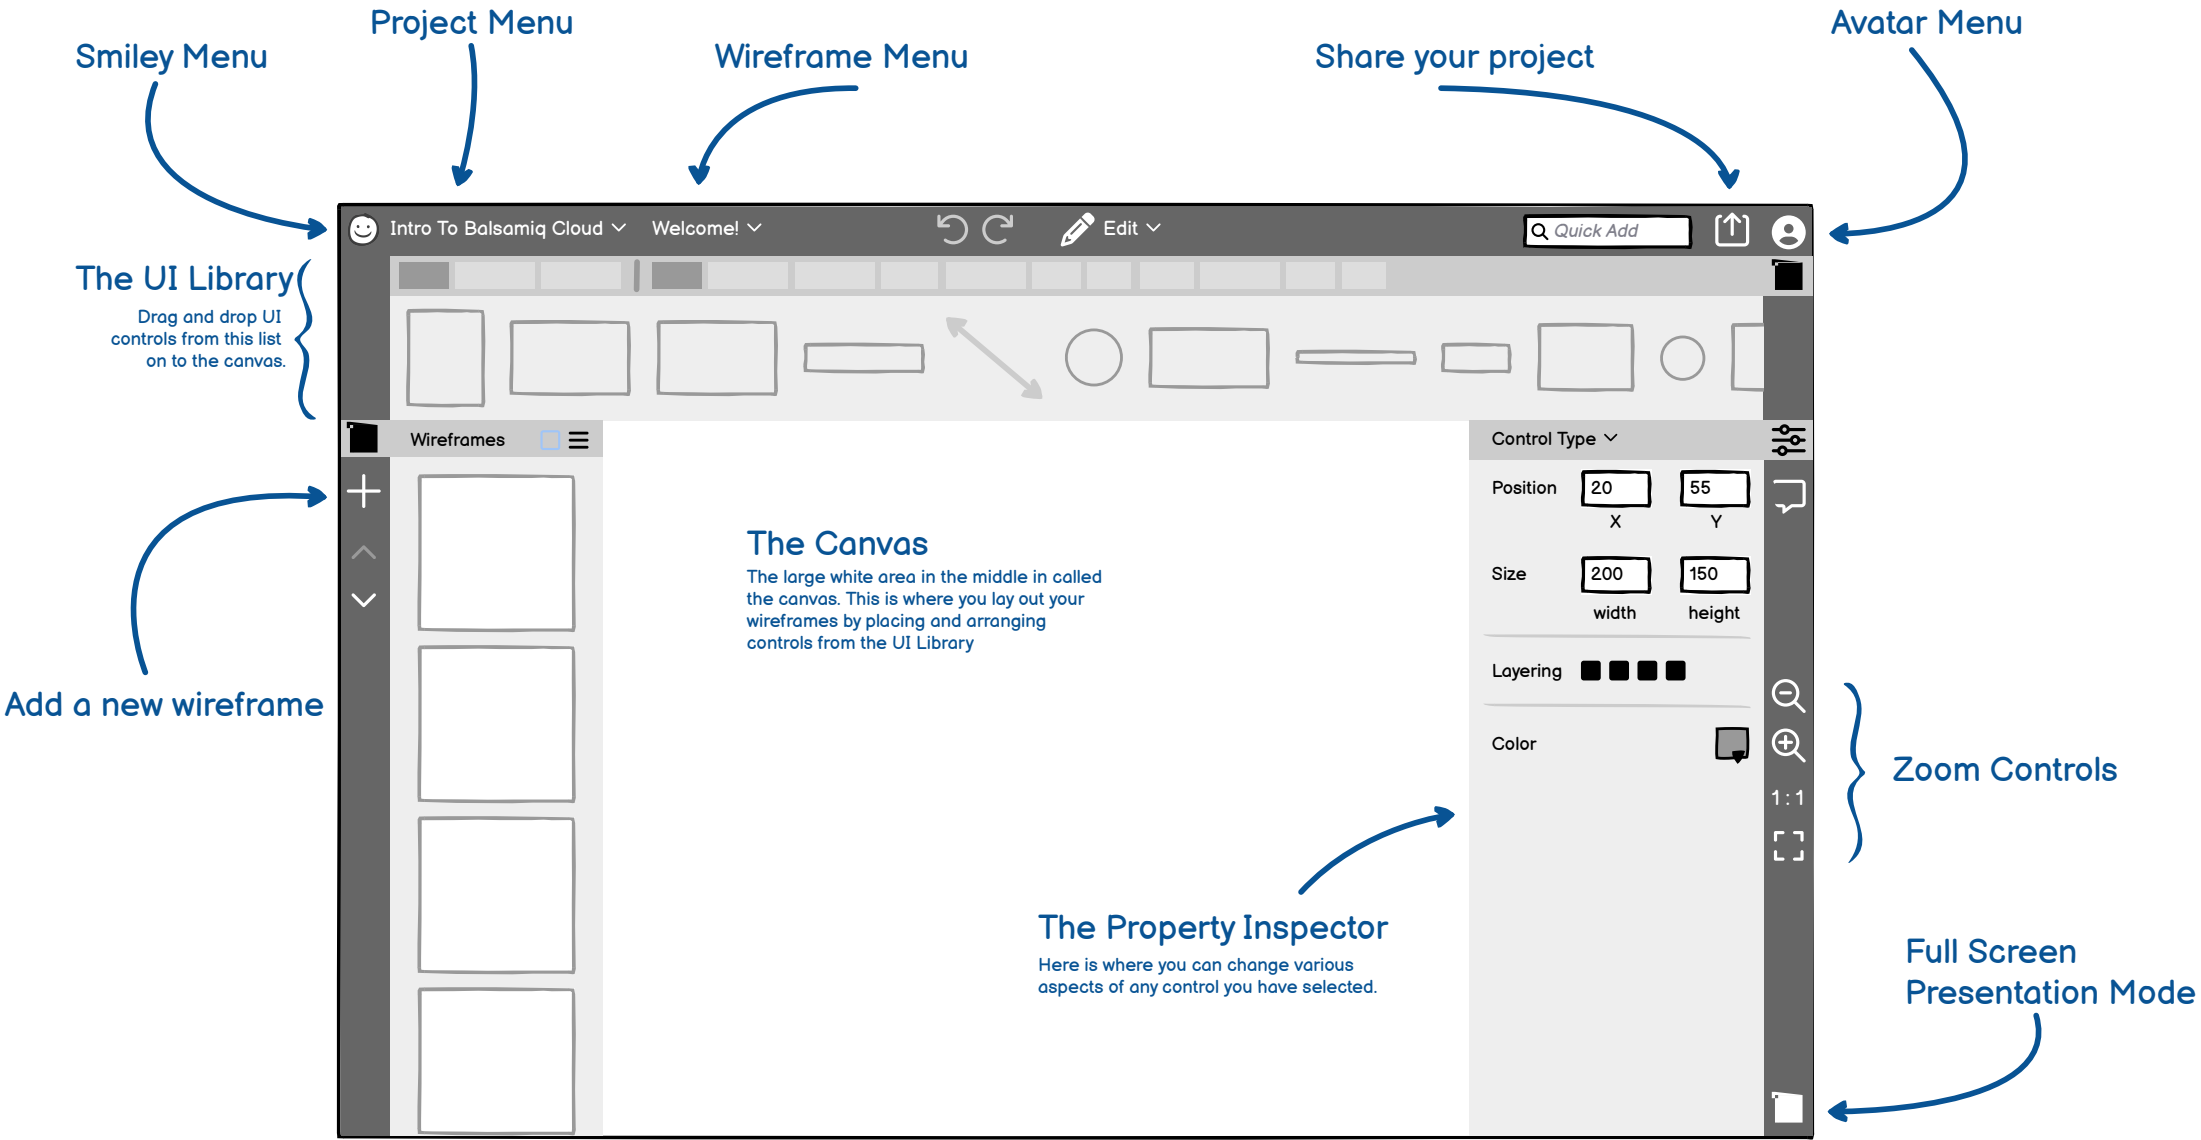 Project Menu
Avatar Menu
Smiley Menu
Wireframe Menu
Share your project
Intro To Balsamiq Cloud
Welcome!
Edit
Quick Add
The UI Library
Drag and drop UI
controls from this list
on to the canvas.
Wireframes
Control Type
Position
20
55
X
Y
The Canvas
The large white area in the middle in called
the canvas. This is where you lay out your
wireframes by placing and arranging
controls from the UI Library
Size
200
150
width
height
Layering
Add a new wireframe
Color
Zoom Controls
1 : 1
The Property Inspector
Here is where you can change various
aspects of any control you have selected.
Full Screen
Presentation Mode